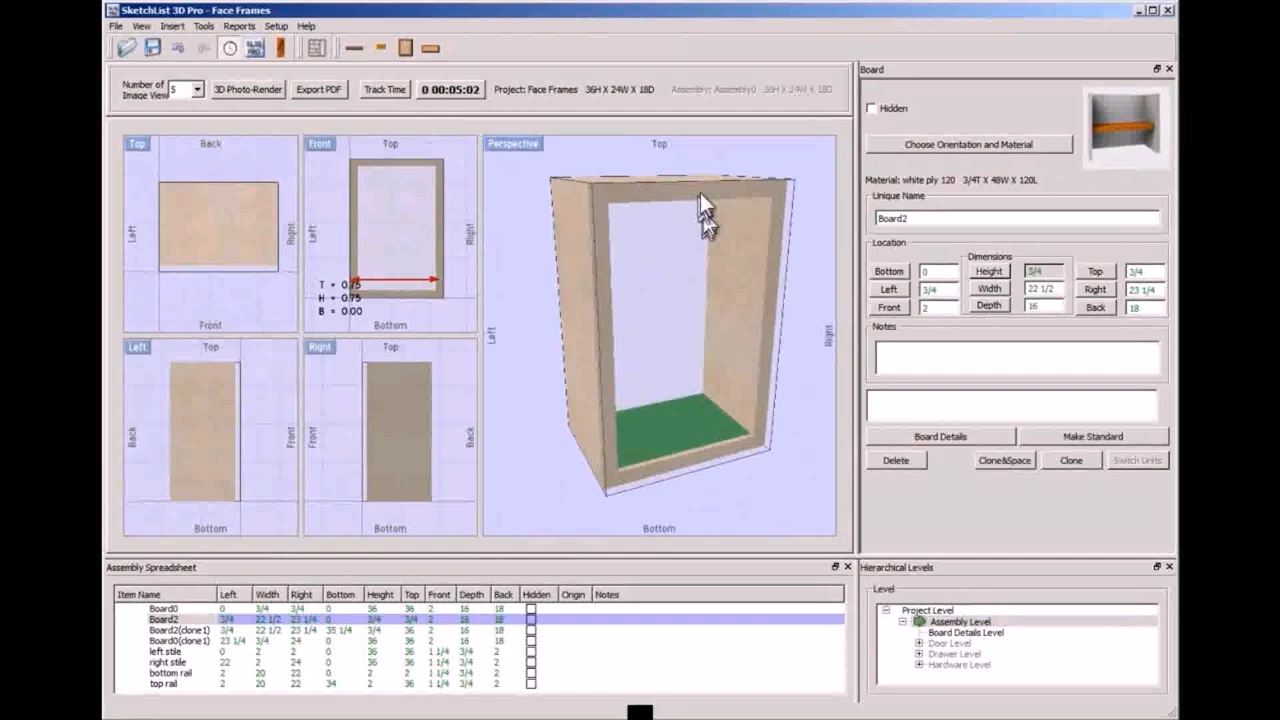 SketchList 3D Pro - Face Frames
File View Insert Tools Reports Setup Help
Number of Image View 5 3D Photo-Render Export PDF Track Time 0 00:05:02 Project: Face Frames 36H X 24W X 18D Assembly: Assembly0 36H X 24W X 18D
Top Back Left Right Front
Front Top Left Right Bottom
T = 0.75
H = 0.75
B = 0.00
Perspective Top Left Right Bottom
Left Top Back Front Bottom
Right Top Front Back Bottom
Board
Hidden
Choose Orientation and Material
Material: white ply 120 3/4T X 48W X 120L
Unique Name
Board2
Location
Dimensions
Bottom 0 Height 3/4 Top 3/4
Left 3/4 Width 22 1/2 Right 23 1/4
Front 2 Depth 16 Back 18
Notes
Board Details Make Standard
Delete Clone&Space Clone Switch Units
Assembly Spreadsheet
Item Name Left Width Right Bottom Height Top Front Depth Back Hidden Origin Notes
Board0 0 3/4 3/4 0 36 36 2 16 18
Board2 3/4 22 1/2 23 1/4 0 3/4 3/4 2 16 18
Board2(clone1) 3/4 22 1/2 23 1/4 35 1/4 3/4 36 2 16 18
Board0(clone1) 23 1/4 3/4 24 0 36 36 2 16 18
left stile 0 2 2 0 36 36 1 1/4 3/4 2
right stile 22 2 24 0 36 36 1 1/4 3/4 2
bottom rail 2 20 22 0 2 2 1 1/4 3/4 2
top rail 2 20 22 34 2 36 1 1/4 3/4 2
Hierarchical Levels
Level
Project Level
Assembly Level
Board Details Level
Door Level
Drawer Level
Hardware Level